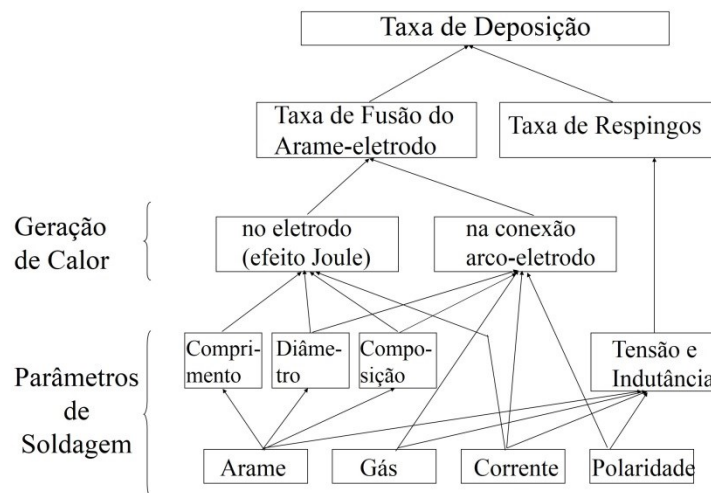 Taxa de Deposição
Taxa de Fusão do
Arame-eletrodo
Taxa de Respingos
Geração
de Calor
no eletrodo
(efeito Joule)
na conexão
arco-eletrodo
Parâmetros
de
Soldagem
Compri-
mento
Diâme-
tro
Compo-
sição
Tensão e
Indutância
Arame
Gás
Corrente
Polaridade